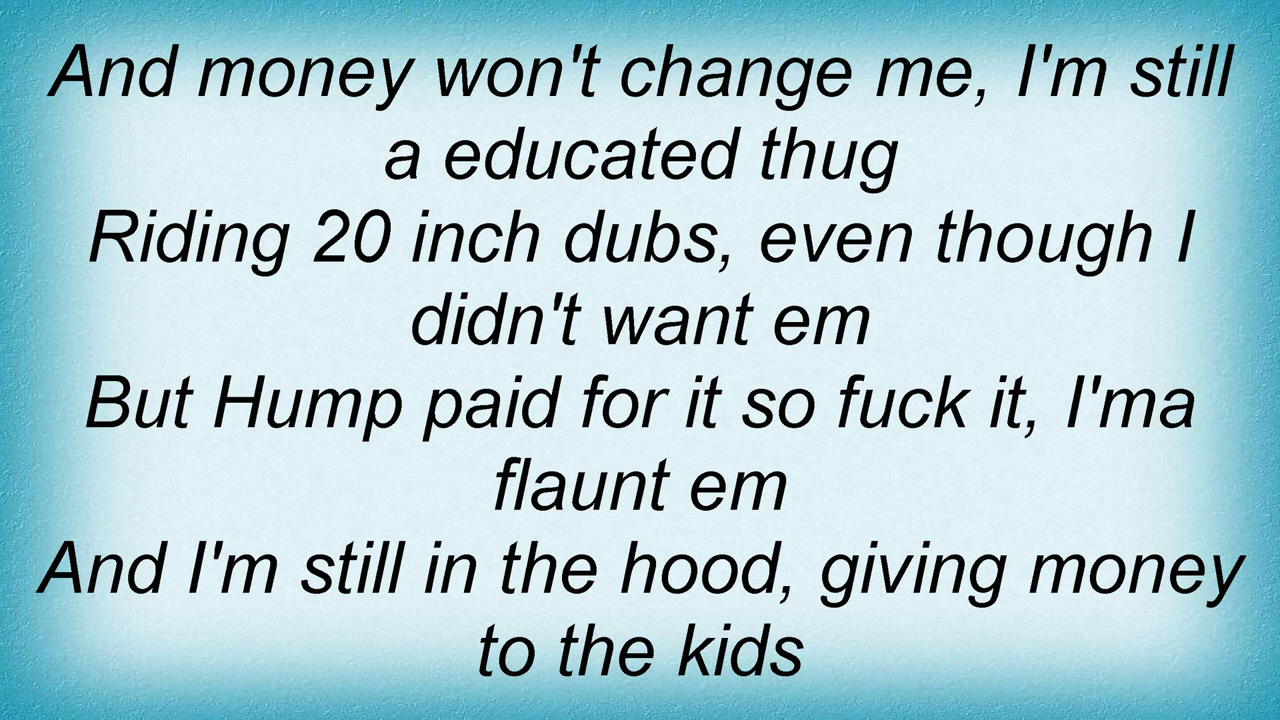 And money won't change me, I'm still
a educated thug
Riding 20 inch dubs, even though I
didn't want em
But Hump paid for it so fuck it, I'ma
flaunt em
And I'm still in the hood, giving money
to the kids